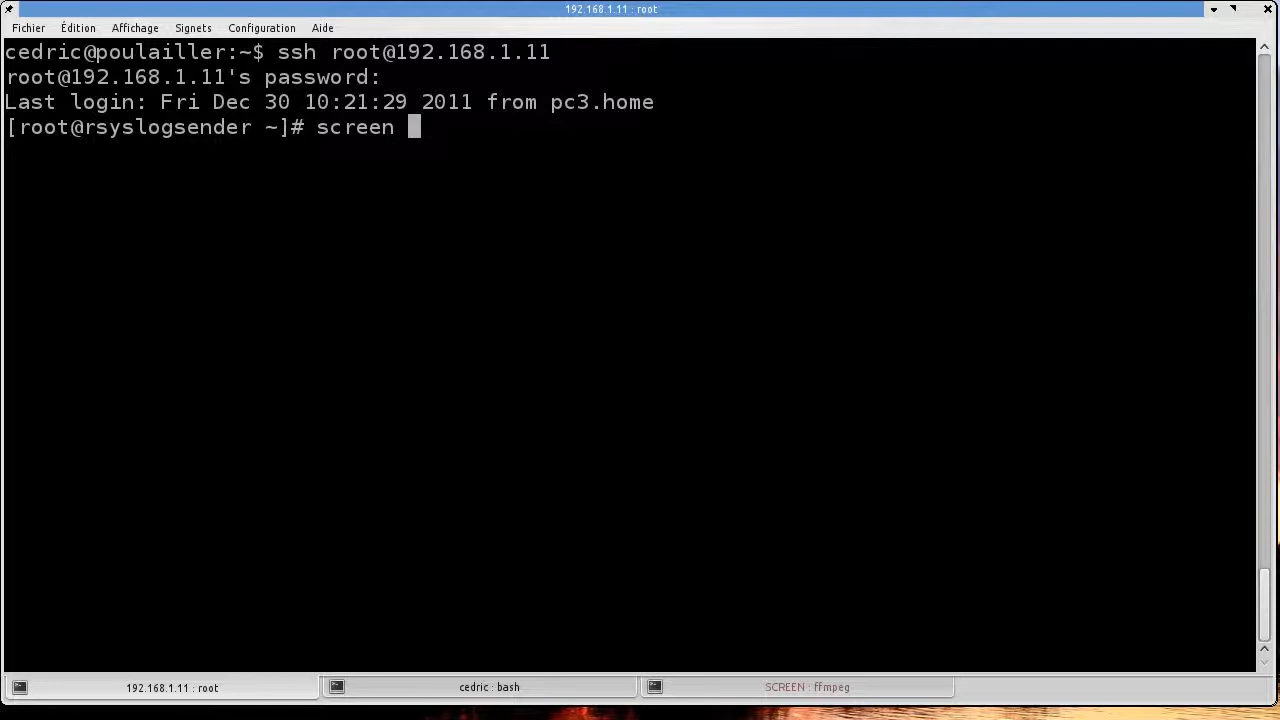 192.168.1.11 : root
Fichier Édition Affichage Signets Configuration Aide
cedric@poulailler:~$ ssh root@192.168.1.11
root@192.168.1.11's password:
Last login: Fri Dec 30 10:21:29 2011 from pc3.home
[root@rsyslogsender ~]# screen
192.168.1.11 : root cedric : bash SCREEN : ffmpeg